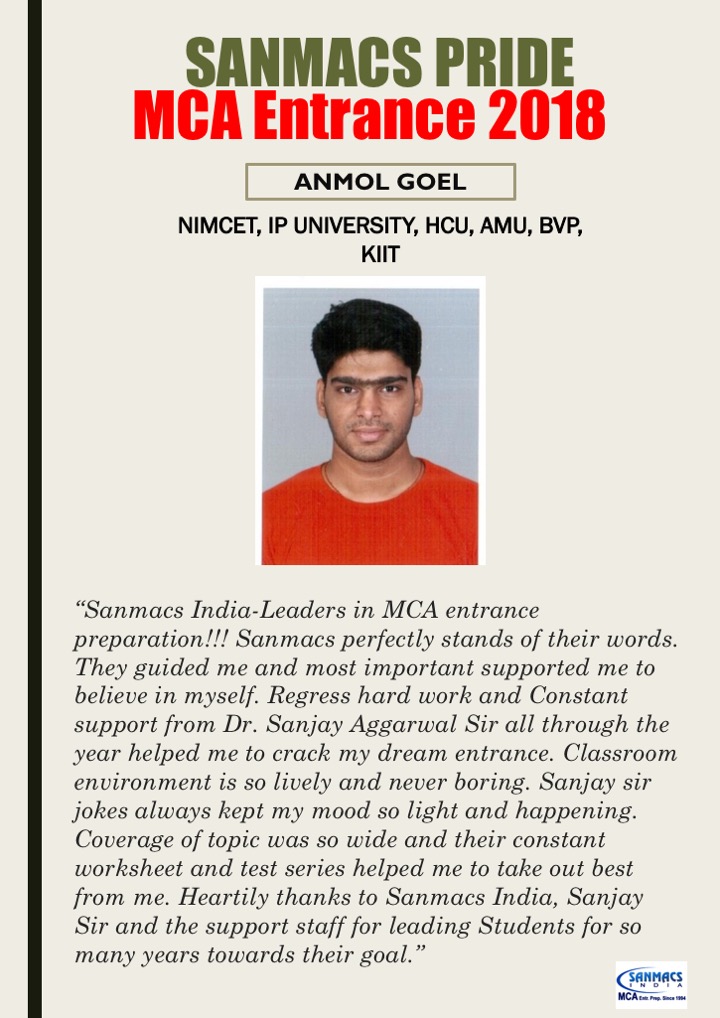 SANMACS PRIDE
MCA Entrance 2018
ANMOL GOEL
NIMCET, IP UNIVERSITY, HCU, AMU, BVP,
KIIT
“Sanmacs India-Leaders in MCA entrance
preparation!!! Sanmacs perfectly stands of their words.
They guided me and most important supported me to
believe in myself. Regress hard work and Constant
support from Dr. Sanjay Aggarwal Sir all through the
year helped me to crack my dream entrance. Classroom
environment is so lively and never boring. Sanjay sir
jokes always kept my mood so light and happening.
Coverage of topic was so wide and their constant
worksheet and test series helped me to take out best
from me. Heartily thanks to Sanmacs India, Sanjay
Sir and the support staff for leading Students for so
many years towards their goal.”
SANMACS
INDIA
MCA Entr. Prep. Since 1994